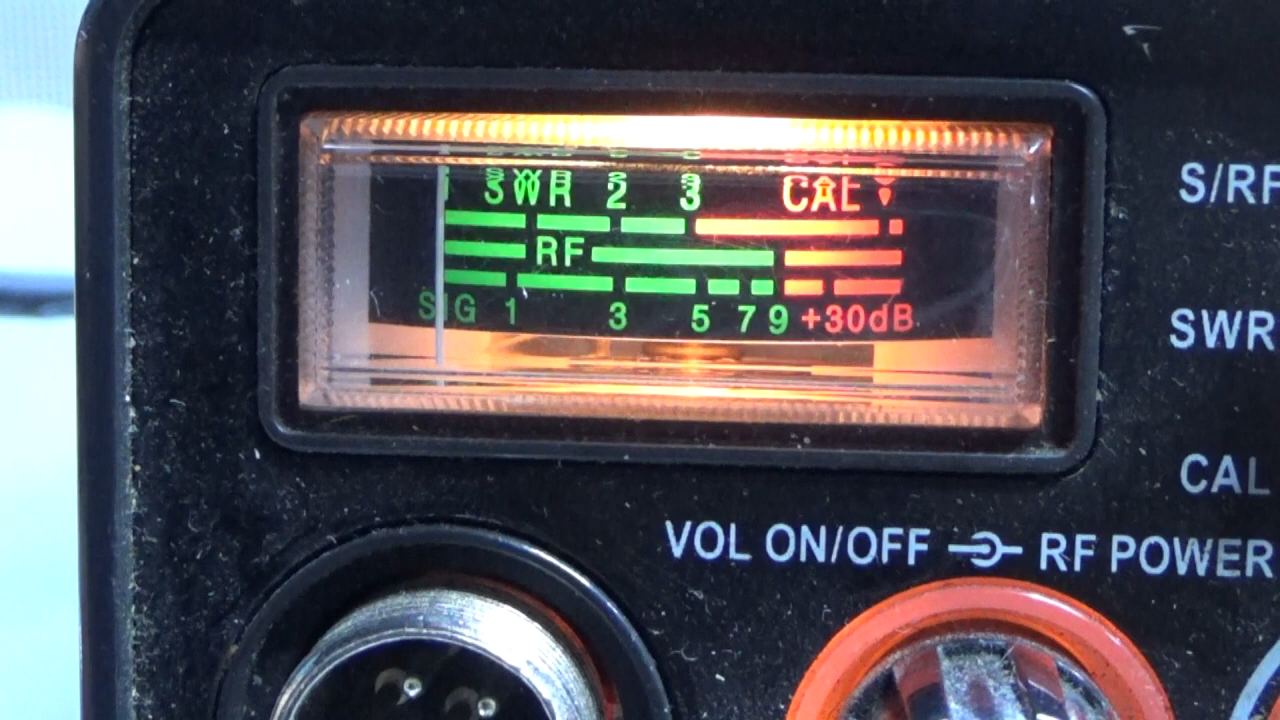 1 SWR 2 3 CAL
RF
SIG 1 3 5 7 9 +30dB
S/RF
SWR
CAL
VOL ON/OFF RF POWER